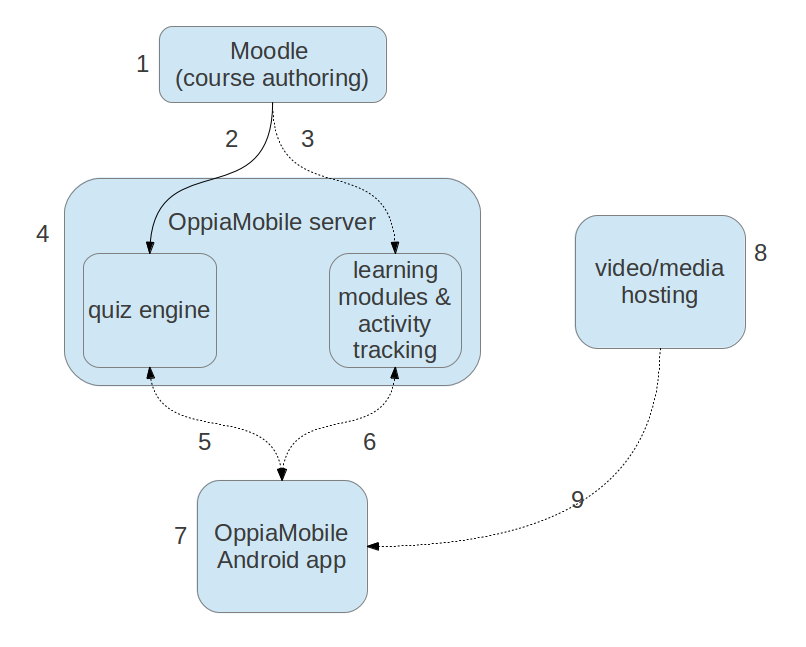 1
Moodle
(course authoring)
2
3
4
OppiaMobile server
quiz engine
learning
modules &
activity
tracking
video/media
hosting
8
5
6
9
7
OppiaMobile
Android app